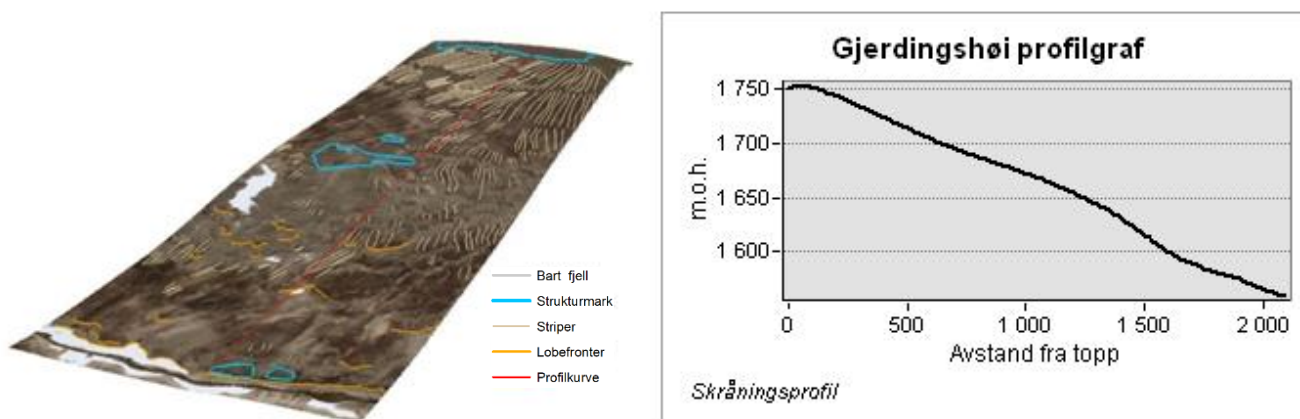 Bart fjell
Strukturmark
Striper
Lobefronter
Profilkurve
Gjerdingshøi profilgraf
1 750
1 700
1 650
1 600
m.o.h.
0 500 1 000 1 500 2 000
Avstand fra topp
Skråningsprofil